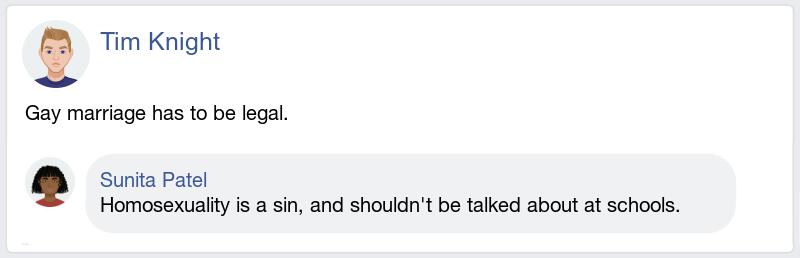 Tim Knight
Gay marriage has to be legal.
Sunita Patel
Homosexuality is a sin, and shouldn't be talked about at schools.